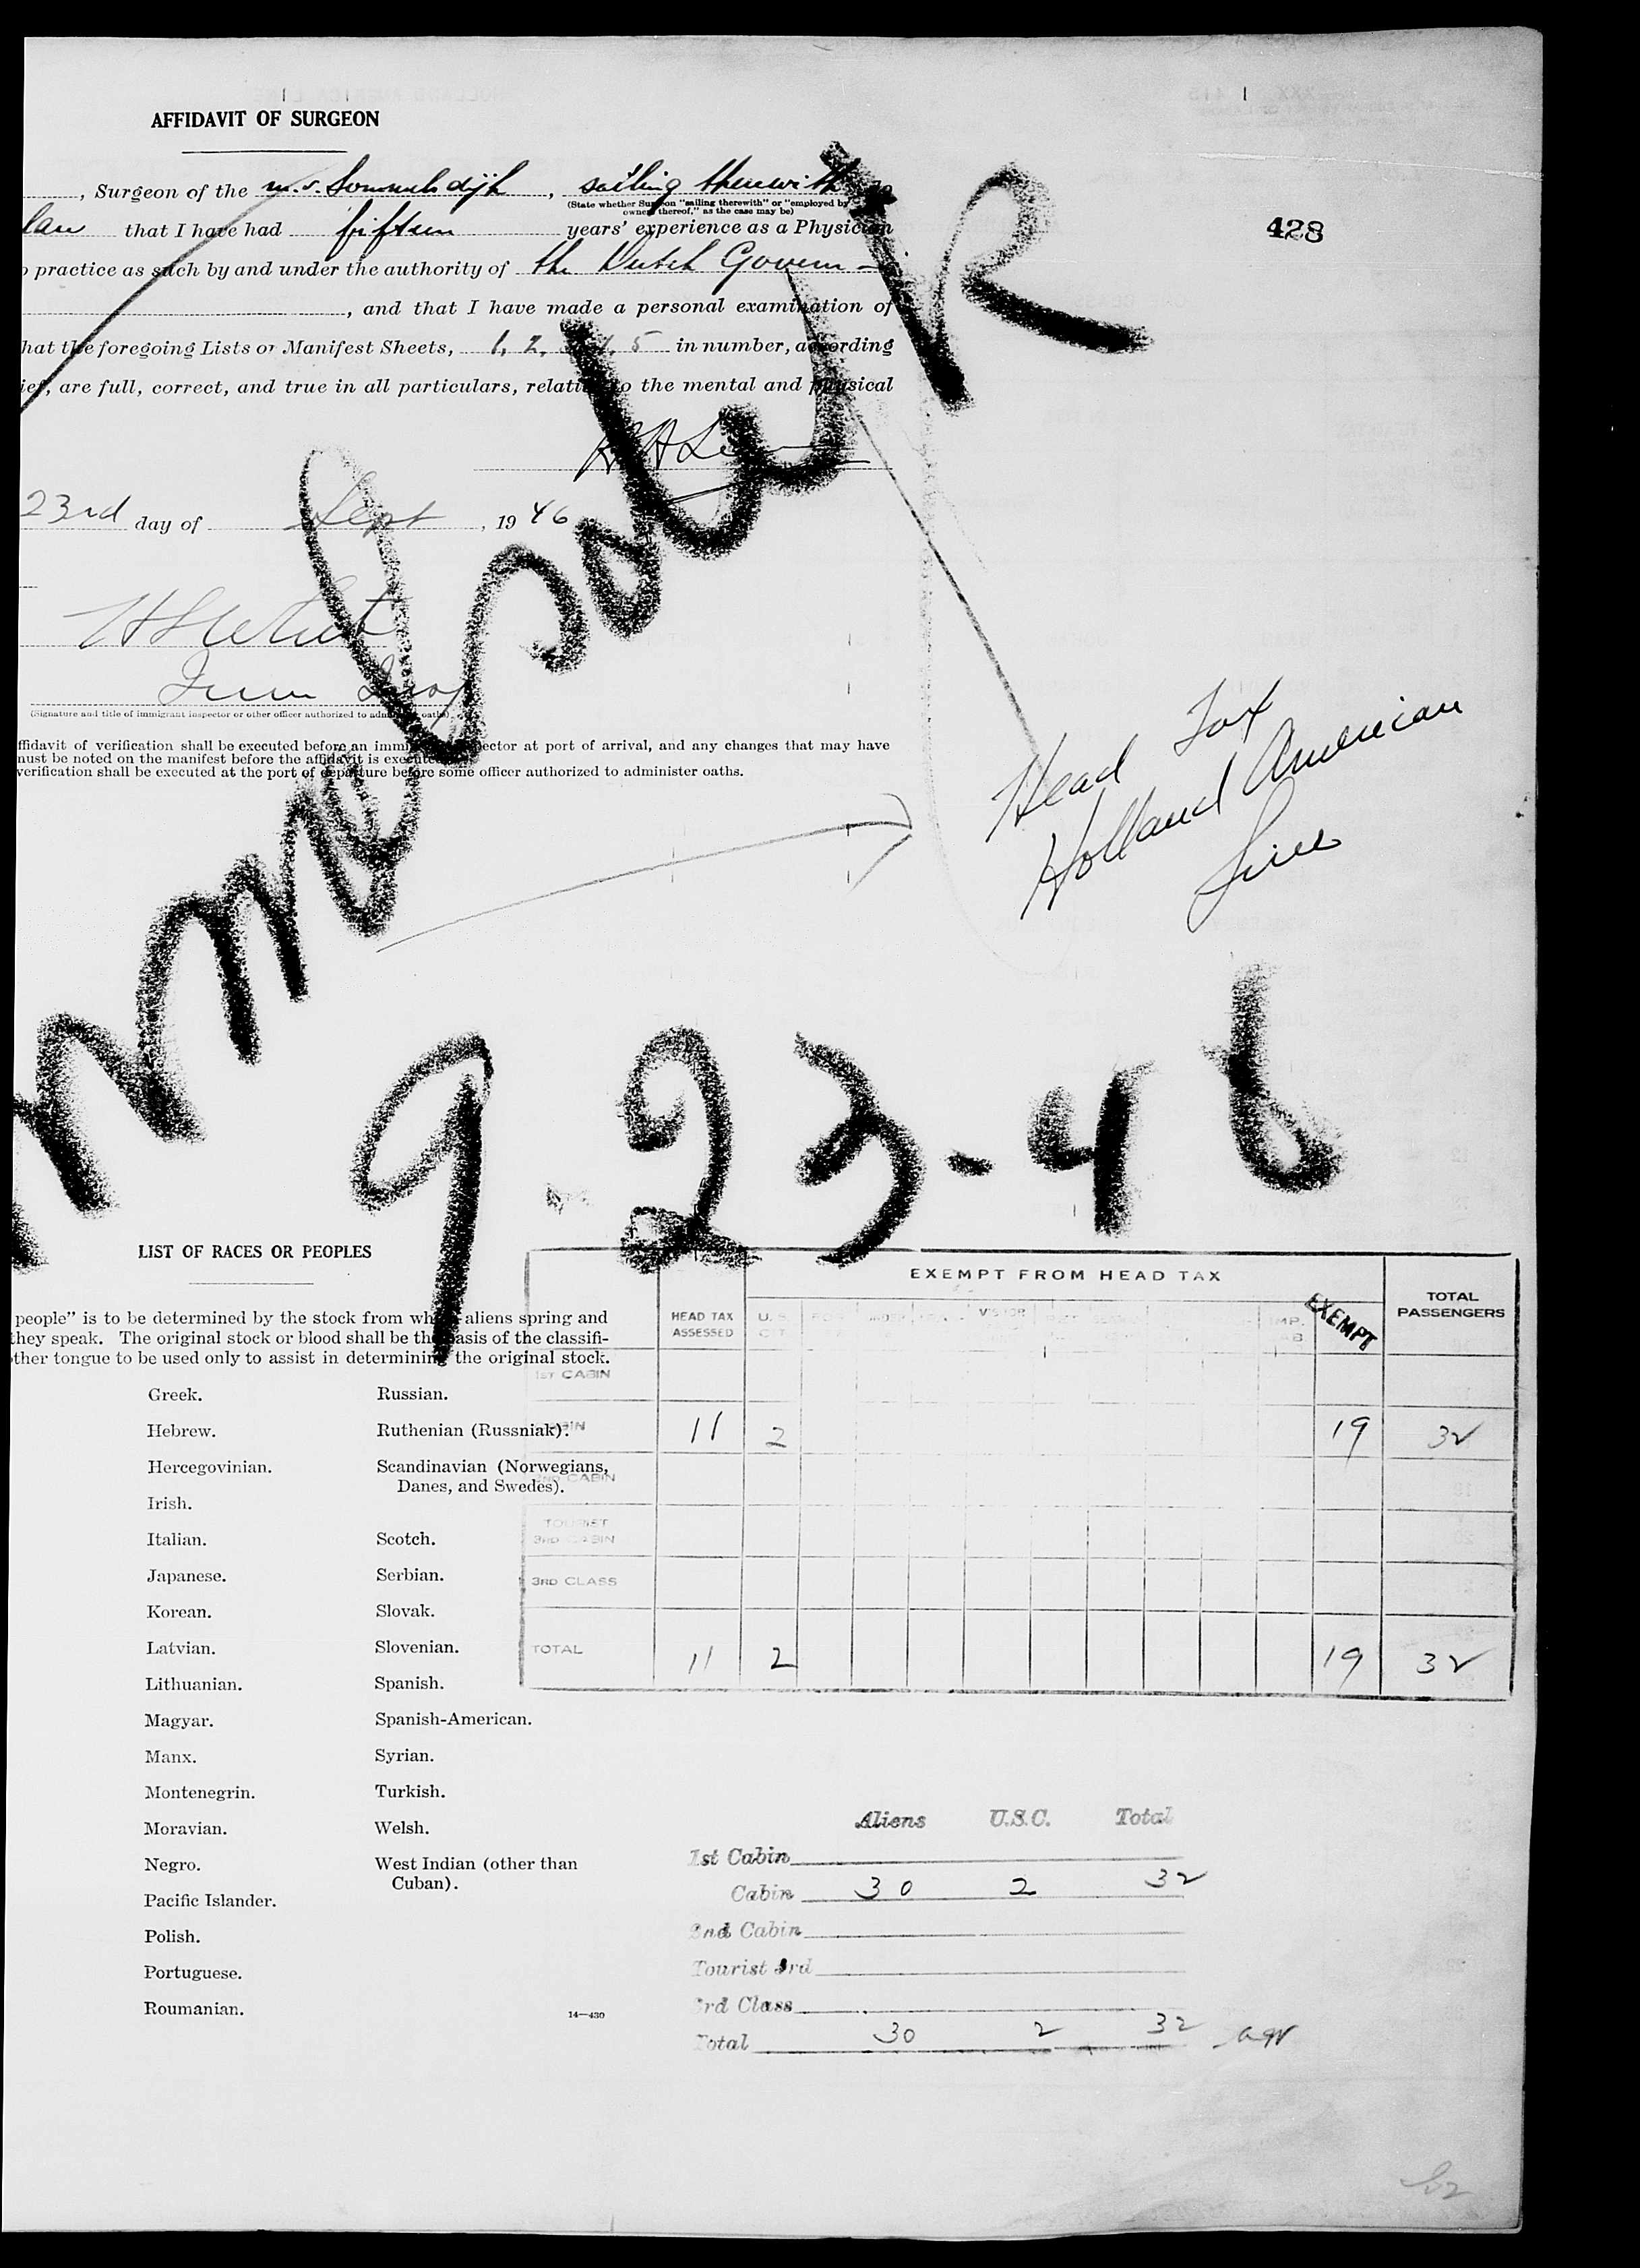 AFFIDAVIT OF SURGEON
428
, Surgeon of the m.v. Sommelsdijk, sailing therewith
(State whether Surgeon "sailing therewith" or "employed by
owners thereof," as the case may be)
that I have had fifteen years' experience as a Physician
practice as such by and under the authority of the Dutch Govern-
, and that I have made a personal examination of
hat the foregoing Lists or Manifest Sheets, 1, 2, 3, 4, 5 in number, according
ief, are full, correct, and true in all particulars, relative to the mental and physical
23rd day of Sept, 1946
(Signature and title of immigrant inspector or other officer authorized to administer oaths)
ffidavit of verification shall be executed before an immigrant inspector at port of arrival, and any changes that may have
must be noted on the manifest before the affidavit is executed
verification shall be executed at the port of departure before some officer authorized to administer oaths.
Head Tax
Holland American
Line
9 - 23 - 46
LIST OF RACES OR PEOPLES
people" is to be determined by the stock from which aliens spring and
they speak. The original stock or blood shall be the basis of the classifi-
other tongue to be used only to assist in determining the original stock.
Greek. Russian.
Hebrew. Ruthenian (Russniak).
Hercegovinian. Scandinavian (Norwegians,
Danes, and Swedes).
Irish.
Italian. Scotch.
Japanese. Serbian.
Korean. Slovak.
Latvian. Slovenian.
Lithuanian. Spanish.
Magyar. Spanish-American.
Manx. Syrian.
Montenegrin. Turkish.
Moravian. Welsh.
Negro. West Indian (other than
Cuban).
Pacific Islander.
Polish.
Portuguese.
Roumanian.
14—430
EXEMPT FROM HEAD TAX
HEAD TAX
ASSESSED
U. S.
VISITOR
EXEMPT
TOTAL
PASSENGERS
1ST CABIN
CABIN 11 2 19 32
2ND CABIN
TOURIST
3RD CABIN
3RD CLASS
TOTAL 11 2 19 32
Aliens U.S.C. Total
1st Cabin
Cabin 30 2 32
2nd Cabin
Tourist 3rd
3rd Class
Total 30 2 32